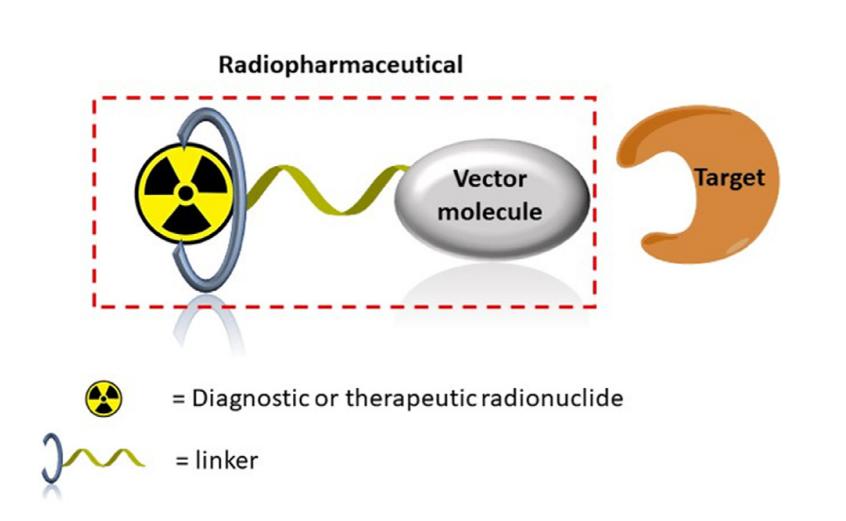 Radiopharmaceutical
Vector
molecule
Target
= Diagnostic or therapeutic radionuclide
= linker